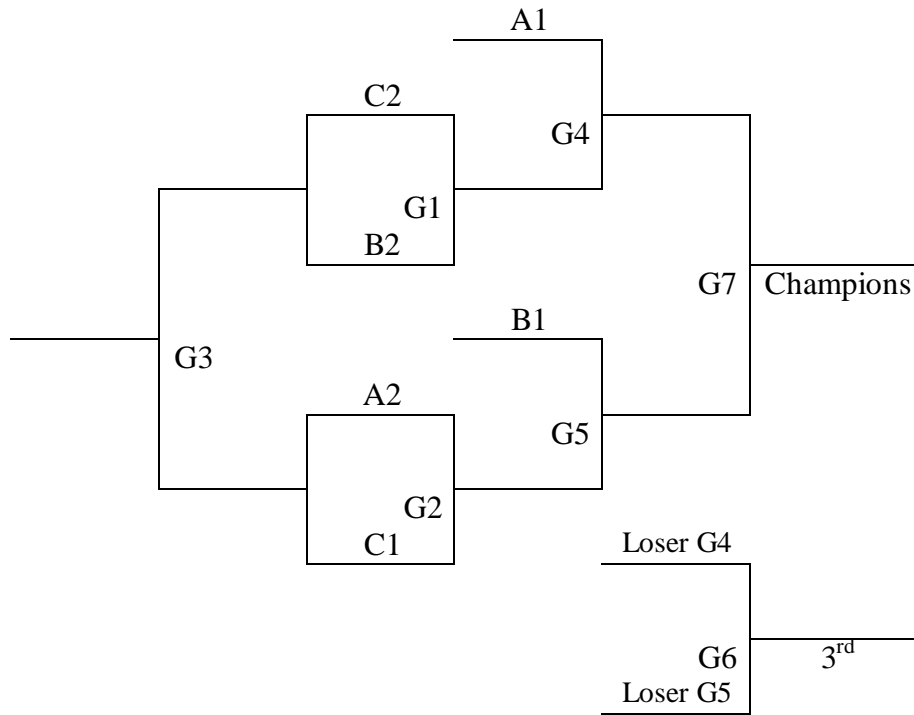 A1
C2
G4
G1
B2
G7
Champions
B1
G3
A2
G5
G2
C1
Loser G4
G6
3rd
Loser G5